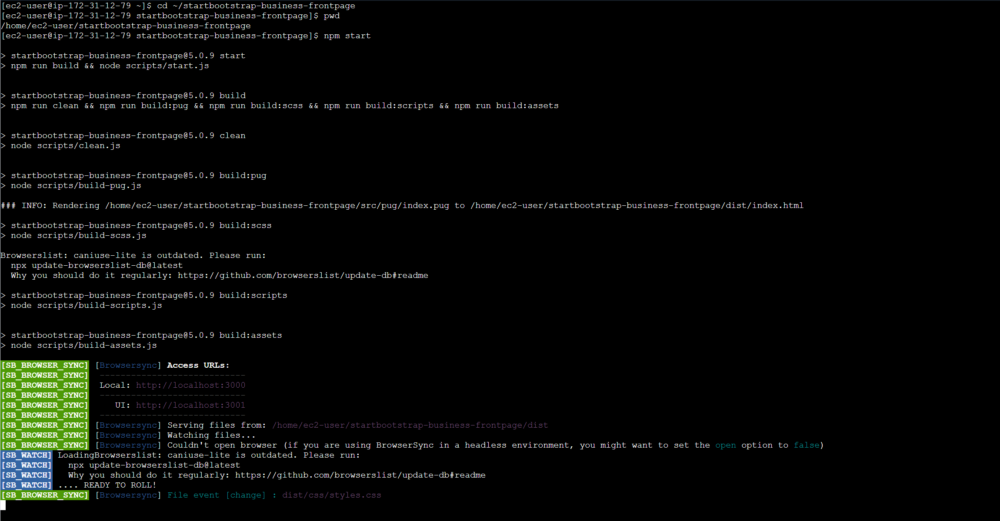 [ec2-user@ip-172-31-12-79 ~]$ cd ~/startbootstrap-business-frontpage
[ec2-user@ip-172-31-12-79 startbootstrap-business-frontpage]$ pwd
/home/ec2-user/startbootstrap-business-frontpage
[ec2-user@ip-172-31-12-79 startbootstrap-business-frontpage]$ npm start
> startbootstrap-business-frontpage@5.0.9 start
> npm run build && node scripts/start.js
> startbootstrap-business-frontpage@5.0.9 build
> npm run clean && npm run build:pug && npm run build:scss && npm run build:scripts && npm run build:assets
> startbootstrap-business-frontpage@5.0.9 clean
> node scripts/clean.js
> startbootstrap-business-frontpage@5.0.9 build:pug
> node scripts/build-pug.js
### INFO: Rendering /home/ec2-user/startbootstrap-business-frontpage/src/pug/index.pug to /home/ec2-user/startbootstrap-business-frontpage/dist/index.html
> startbootstrap-business-frontpage@5.0.9 build:scss
> node scripts/build-scss.js
Browserslist: caniuse-lite is outdated. Please run:
  npx update-browserslist-db@latest
  Why you should do it regularly: https://github.com/browserslist/update-db#readme
> startbootstrap-business-frontpage@5.0.9 build:scripts
> node scripts/build-scripts.js
> startbootstrap-business-frontpage@5.0.9 build:assets
> node scripts/build-assets.js
[SB_BROWSER_SYNC] [Browsersync] Access URLs:
[SB_BROWSER_SYNC]  ----------------------------
[SB_BROWSER_SYNC]  Local: http://localhost:3000
[SB_BROWSER_SYNC]  ----------------------------
[SB_BROWSER_SYNC]     UI: http://localhost:3001
[SB_BROWSER_SYNC]  ----------------------------
[SB_BROWSER_SYNC] [Browsersync] Serving files from: /home/ec2-user/startbootstrap-business-frontpage/dist
[SB_BROWSER_SYNC] [Browsersync] Watching files...
[SB_BROWSER_SYNC] [Browsersync] Couldn't open browser (if you are using BrowserSync in a headless environment, you might want to set the open option to false)
[SB_WATCH] LoadingBrowserslist: caniuse-lite is outdated. Please run:
[SB_WATCH]   npx update-browserslist-db@latest
[SB_WATCH]   Why you should do it regularly: https://github.com/browserslist/update-db#readme
[SB_WATCH] .... READY TO ROLL!
[SB_BROWSER_SYNC] [Browsersync] File event [change] : dist/css/styles.css